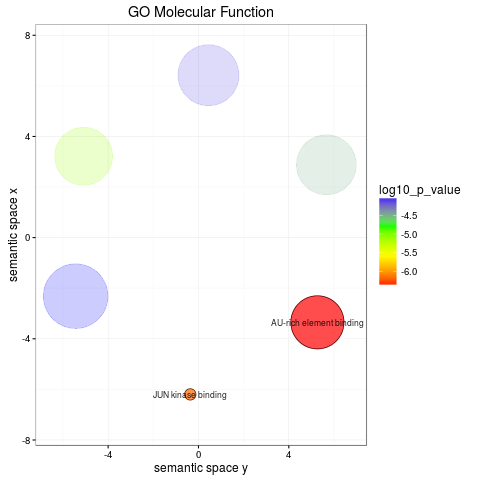 GO Molecular Function
8
4
0
-4
-8
semantic space x
-4
0
4
semantic space y
AU-rich element binding
JUN kinase binding
log10_p_value
-4.5
-5.0
-5.5
-6.0